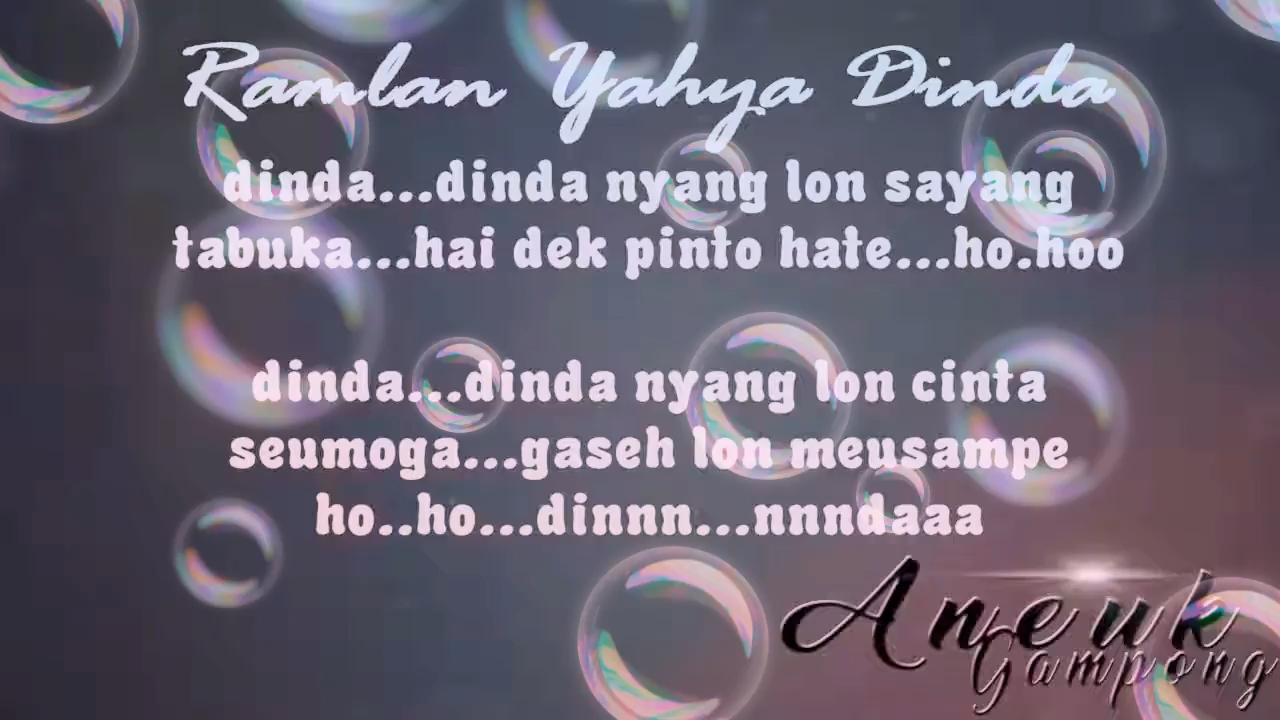 Ramlan Yahya Dinda
dinda...dinda nyang lon sayang
tabuka...hai dek pinto hate...ho.hoo
dinda...dinda nyang lon cinta
seumoga...gaseh lon meusampe
ho..ho...dinnn...nnndaaa
Aneuk
Gampong